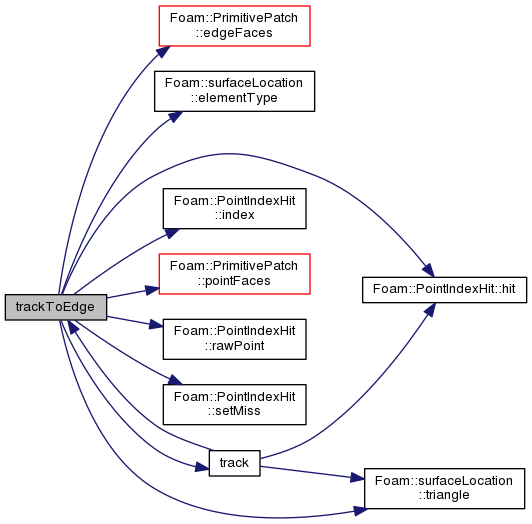 Foam::PrimitivePatch
::edgeFaces
Foam::surfaceLocation
::elementType
Foam::PointIndexHit
::index
Foam::PrimitivePatch
::pointFaces
Foam::PointIndexHit::hit
trackToEdge
Foam::PointIndexHit
::rawPoint
Foam::PointIndexHit
::setMiss
track
Foam::surfaceLocation
::triangle